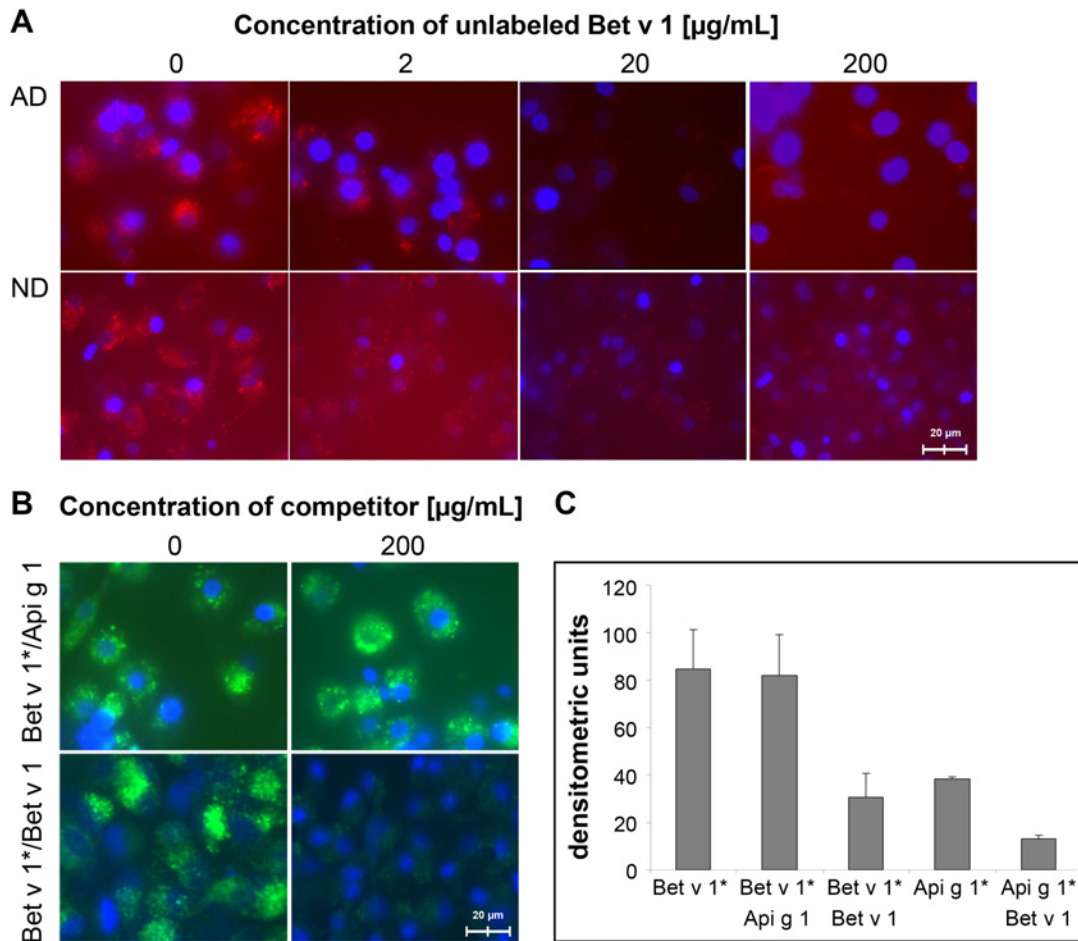 A
Concentration of unlabeled Bet v 1 [µg/mL]
0 2 20 200
AD
ND
20 µm
B Concentration of competitor [µg/mL]
0 200
Bet v 1*/Api g 1
Bet v 1*/Bet v 1
20 µm
C
densitometric units
120
100
80
60
40
20
0
Bet v 1* Bet v 1* Bet v 1* Api g 1* Api g 1*
Api g 1 Bet v 1 Bet v 1